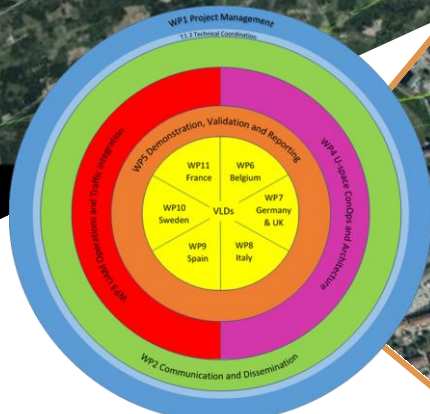 WP1 Project Management
T1.3 Technical Coordination
WP3 UAM Operations and Traffic Integration
WP4 U-space ConOps and Architecture
WP5 Demonstration, Validation and Reporting
WP11
France
WP6
Belgium
WP10
Sweden
VLDs
WP7
Germany
& UK
WP9
Spain
WP8
Italy
WP2 Communication and Dissemination